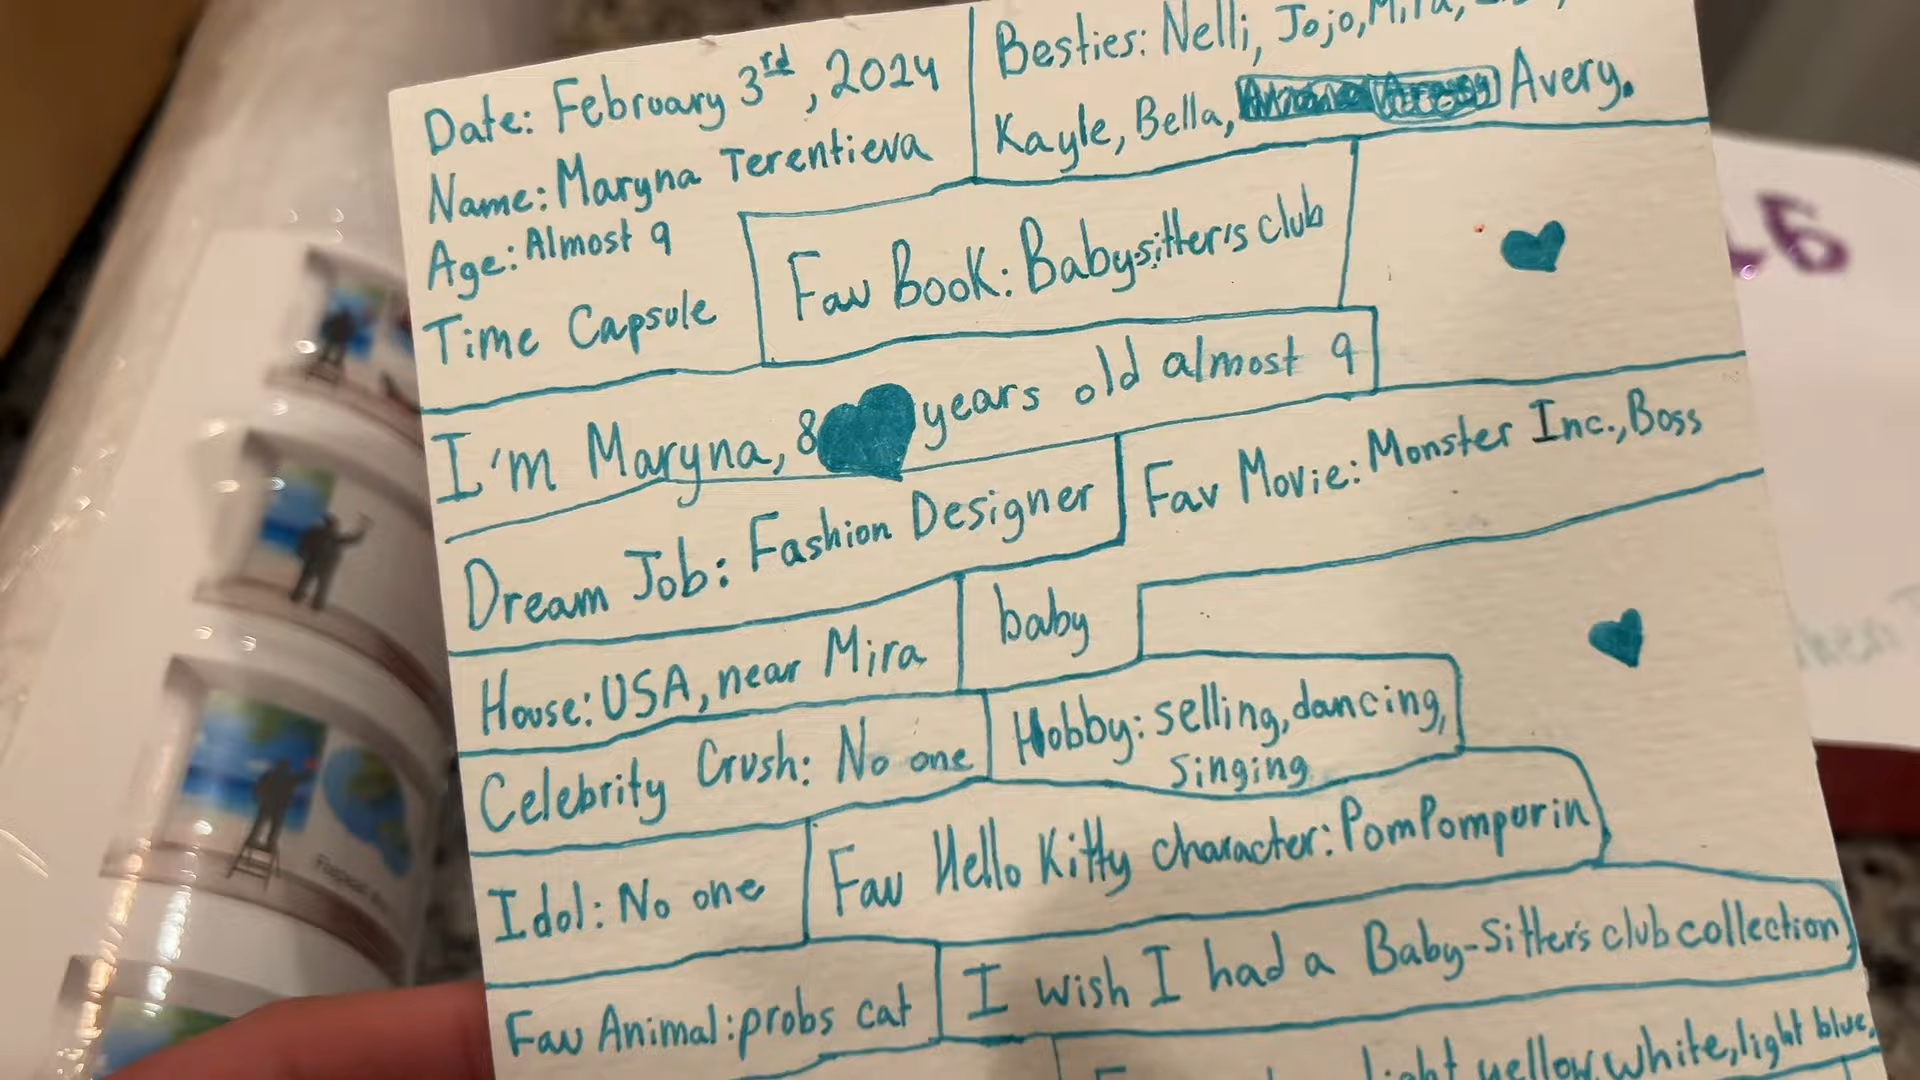 Date: February 3rd, 2024
Name: Maryna Terentieva
Age: Almost 9
Time Capsule
Besties: Nelli, Jojo, Mira,
Kayle, Bella, Avery.
Fav Book: Babysitter's club
I'm Maryna, 8 years old almost 9
Dream Job: Fashion Designer
Fav Movie: Monster Inc., Boss
baby
House: USA, near Mira
Celebrity Crush: No one
Hobby: selling, dancing,
singing
Idol: No one
Fav Hello Kitty character: PomPompurin
Fav Animal: probs cat
I wish I had a Baby-Sitter's club collection
light yellow, white, light blue,